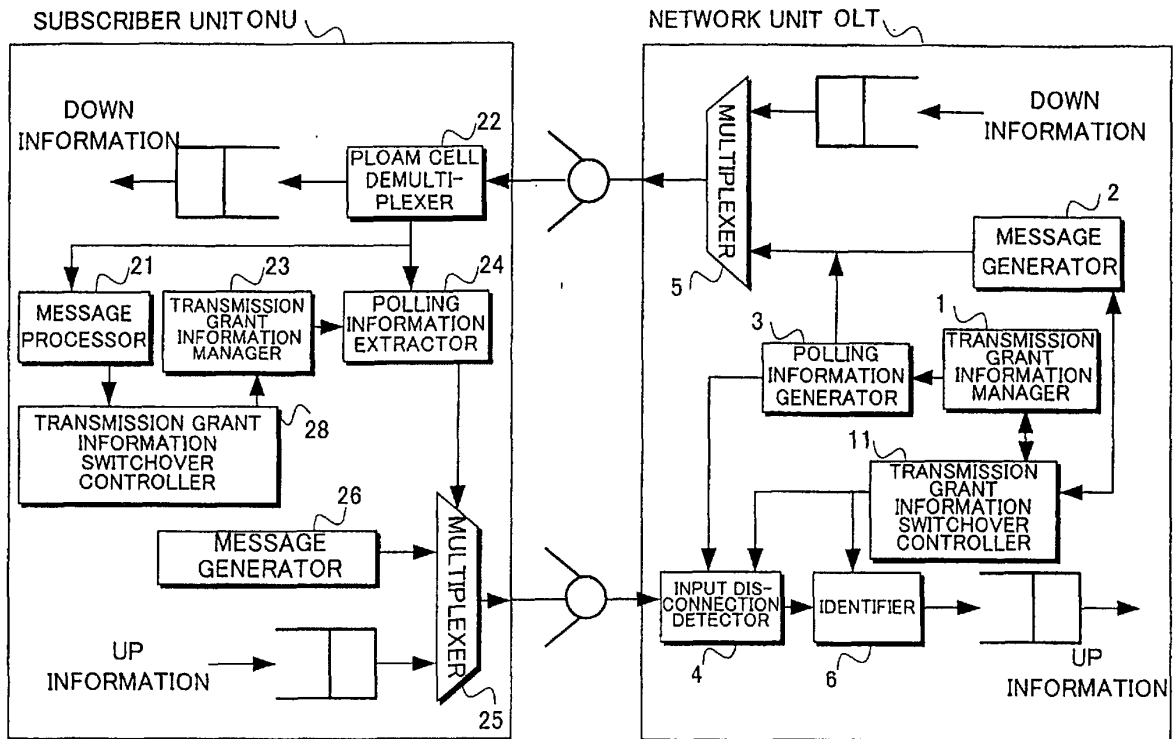 SUBSCRIBER UNIT ONU
NETWORK UNIT OLT
DOWN
INFORMATION
22
PLOAM CELL
DEMULTI-
PLEXER
MULTIPLEXER
5
DOWN
INFORMATION
2
MESSAGE
GENERATOR
21
MESSAGE
PROCESSOR
23
TRANSMISSION
GRANT
INFORMATION
MANAGER
24
POLLING
INFORMATION
EXTRACTOR
3
POLLING
INFORMATION
GENERATOR
1
TRANSMISSION
GRANT
INFORMATION
MANAGER
TRANSMISSION GRANT
INFORMATION
SWITCHOVER
CONTROLLER
28
11
TRANSMISSION
GRANT
INFORMATION
SWITCHOVER
CONTROLLER
26
MESSAGE
GENERATOR
MULTIPLEXER
25
INPUT DIS-
CONNECTION
DETECTOR
4
IDENTIFIER
6
UP
INFORMATION
UP
INFORMATION